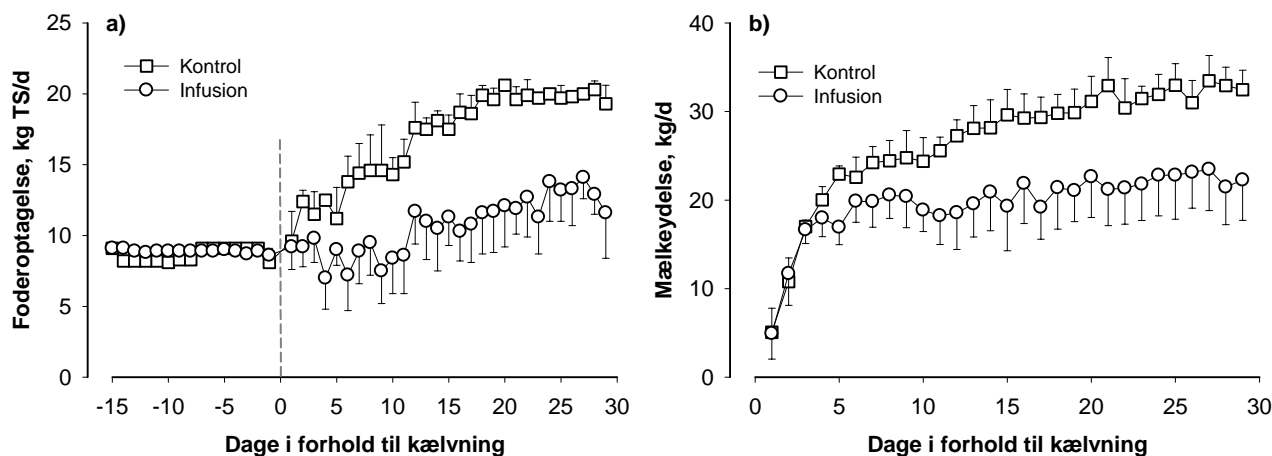 a)
Foderoptagelse, kg TS/d
25
20
15
10
5
0
Kontrol
Infusion
-15 -10 -5 0 5 10 15 20 25 30
Dage i forhold til kælvning
b)
Mælkeydelse, kg/d
40
30
20
10
0
Kontrol
Infusion
0 5 10 15 20 25 30
Dage i forhold til kælvning